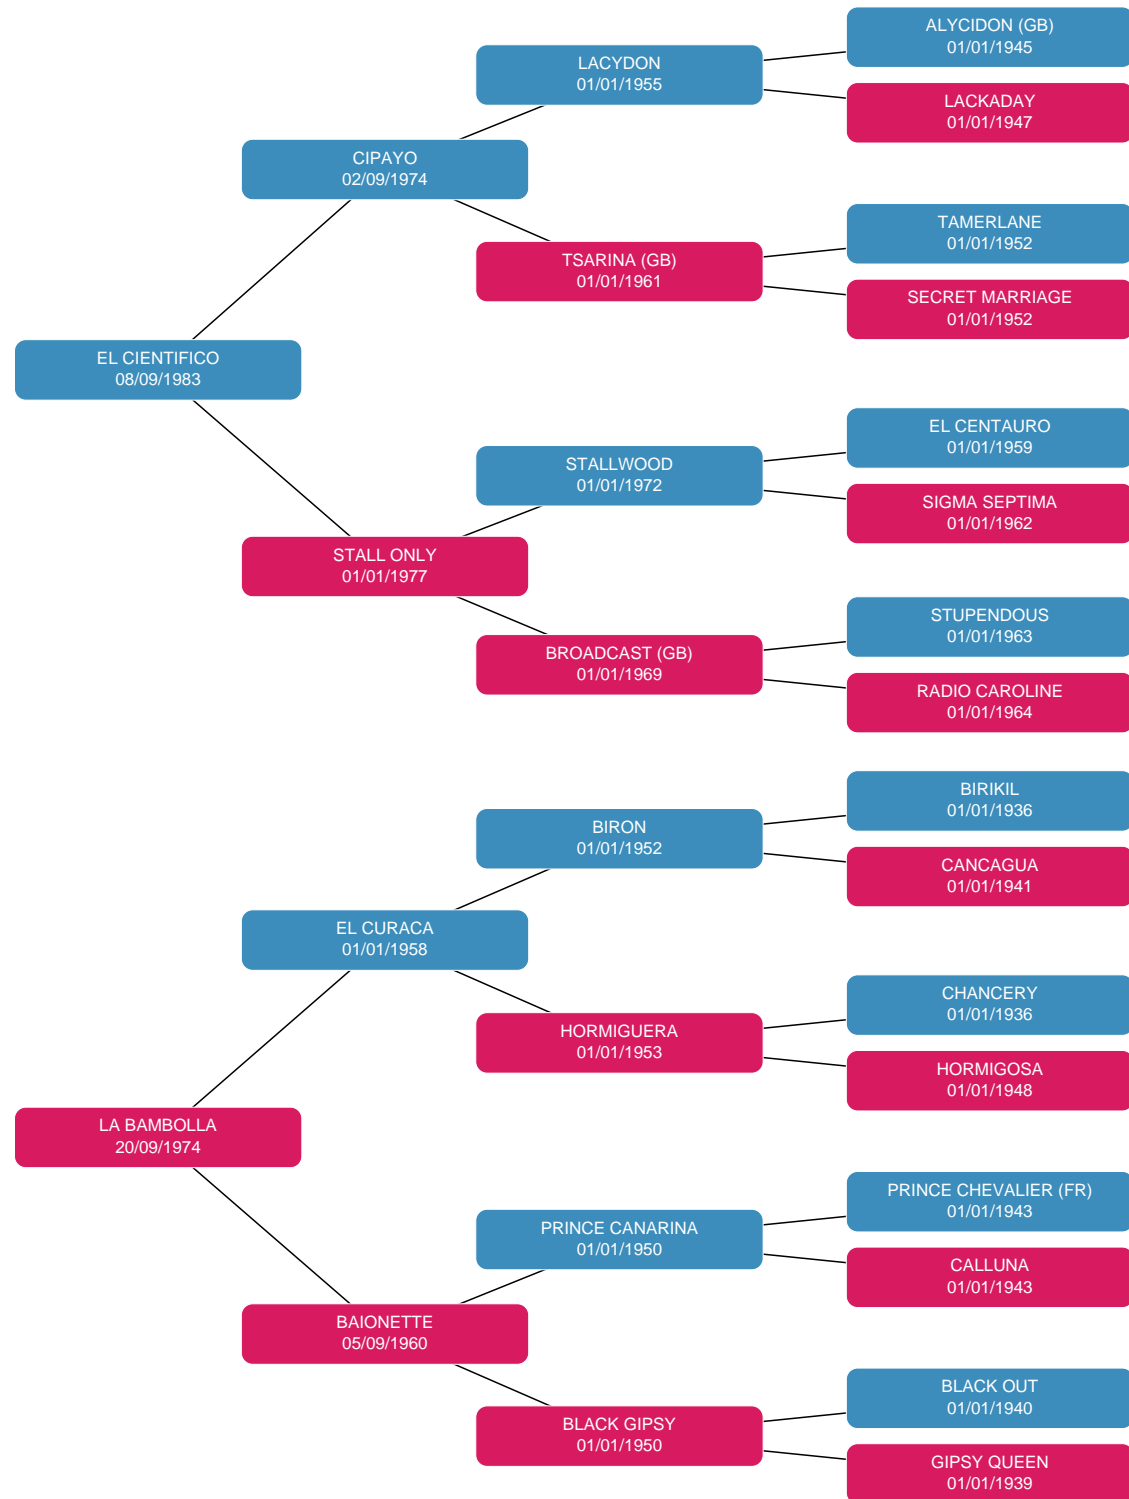 ALYCIDON (GB)
01/01/1945
LACYDON
01/01/1955
LACKADAY
01/01/1947
CIPAYO
02/09/1974
TAMERLANE
01/01/1952
TSARINA (GB)
01/01/1961
SECRET MARRIAGE
01/01/1952
EL CIENTIFICO
08/09/1983
EL CENTAURO
01/01/1959
STALLWOOD
01/01/1972
SIGMA SEPTIMA
01/01/1962
STALL ONLY
01/01/1977
STUPENDOUS
01/01/1963
BROADCAST (GB)
01/01/1969
RADIO CAROLINE
01/01/1964
BIRIKIL
01/01/1936
BIRON
01/01/1952
CANCAGUA
01/01/1941
EL CURACA
01/01/1958
CHANCERY
01/01/1936
HORMIGUERA
01/01/1953
HORMIGOSA
01/01/1948
LA BAMBOLLA
20/09/1974
PRINCE CHEVALIER (FR)
01/01/1943
PRINCE CANARINA
01/01/1950
CALLUNA
01/01/1943
BAIONETTE
05/09/1960
BLACK OUT
01/01/1940
BLACK GIPSY
01/01/1950
GIPSY QUEEN
01/01/1939